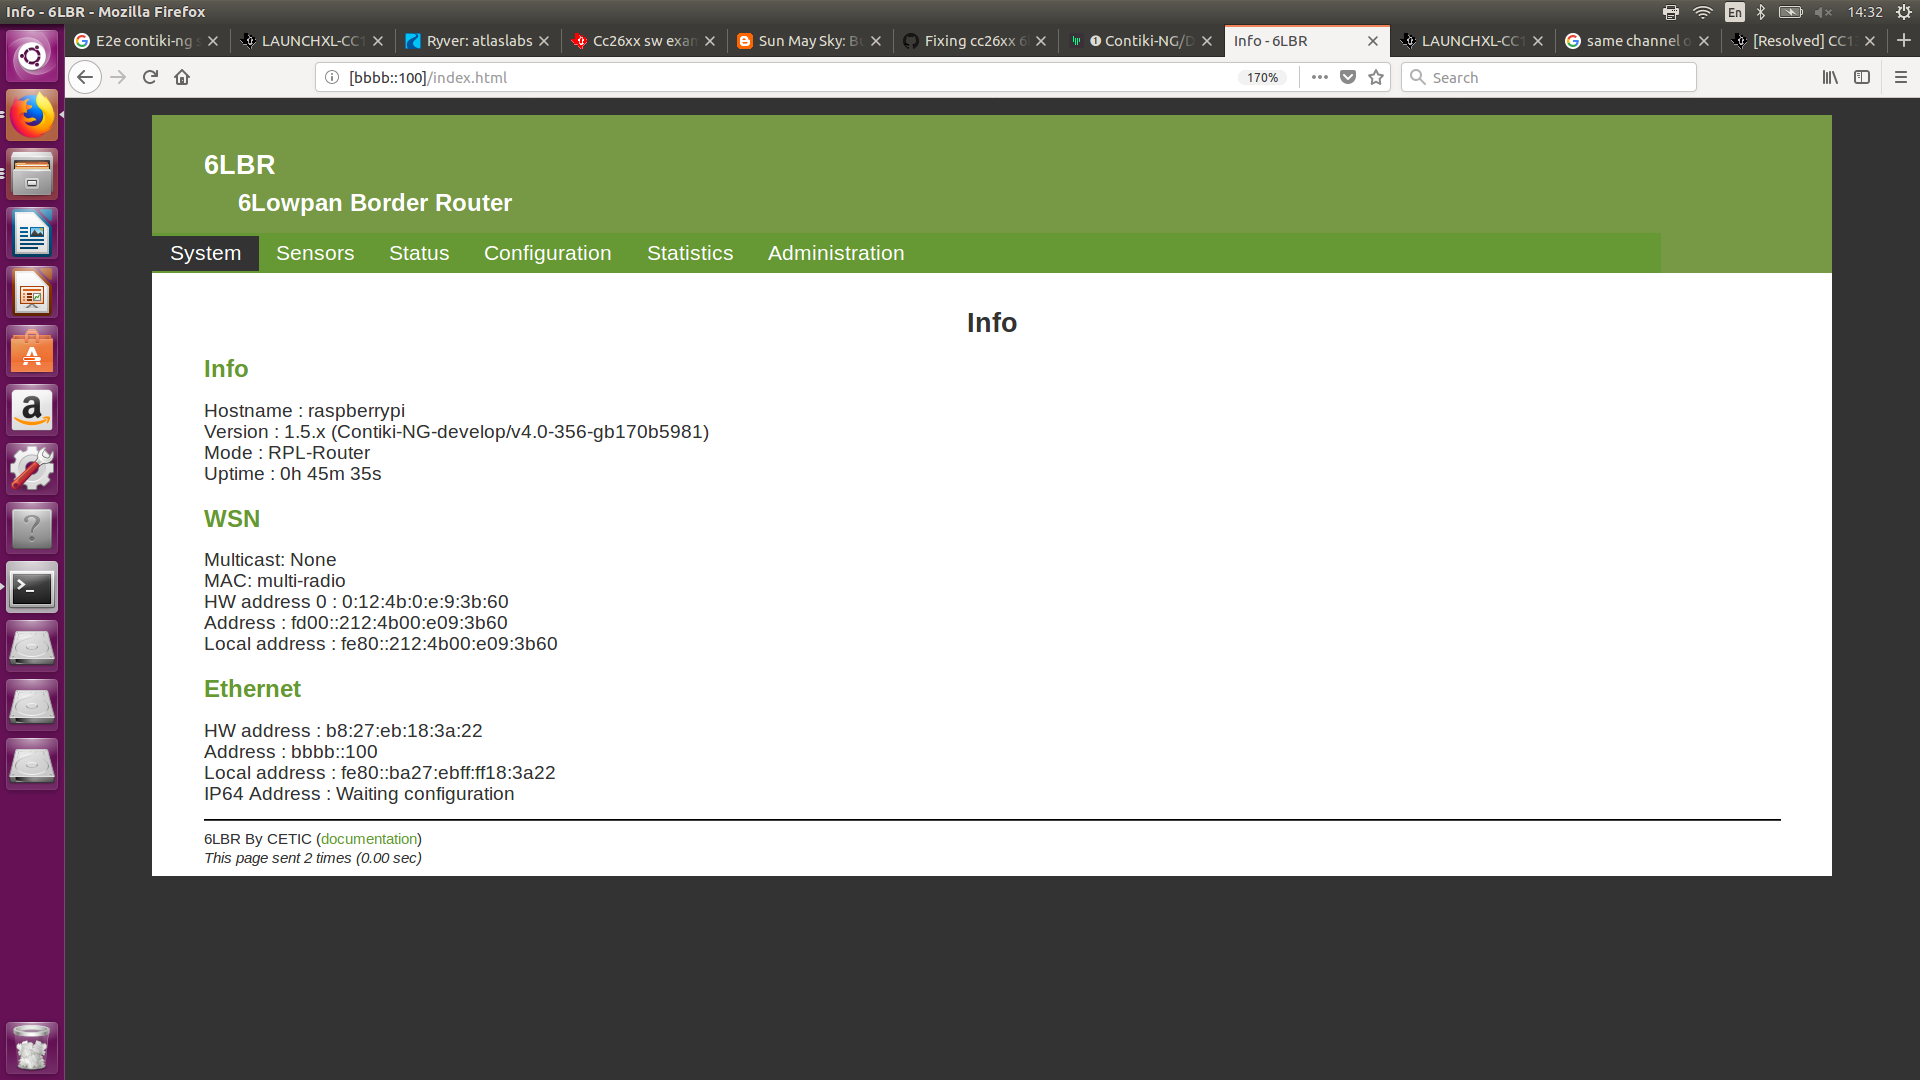 Info - 6LBR - Mozilla Firefox
En
14:32
E2e contiki-ng
LAUNCHXL-CC1
Ryver: atlaslabs
Cc26xx sw exam
Sun May Sky: Bu
Fixing cc26xx 6
Contiki-NG/D
Info - 6LBR
LAUNCHXL-CC1
same channel o
[Resolved] CC1
[bbbb::100]/index.html
170%
Search
6LBR
6Lowpan Border Router
System
Sensors
Status
Configuration
Statistics
Administration
Info
Info
Hostname : raspberrypi
Version : 1.5.x (Contiki-NG-develop/v4.0-356-gb170b5981)
Mode : RPL-Router
Uptime : 0h 45m 35s
WSN
Multicast: None
MAC: multi-radio
HW address 0 : 0:12:4b:0:e:9:3b:60
Address : fd00::212:4b00:e09:3b60
Local address : fe80::212:4b00:e09:3b60
Ethernet
HW address : b8:27:eb:18:3a:22
Address : bbbb::100
Local address : fe80::ba27:ebff:ff18:3a22
IP64 Address : Waiting configuration
6LBR By CETIC (documentation)
This page sent 2 times (0.00 sec)